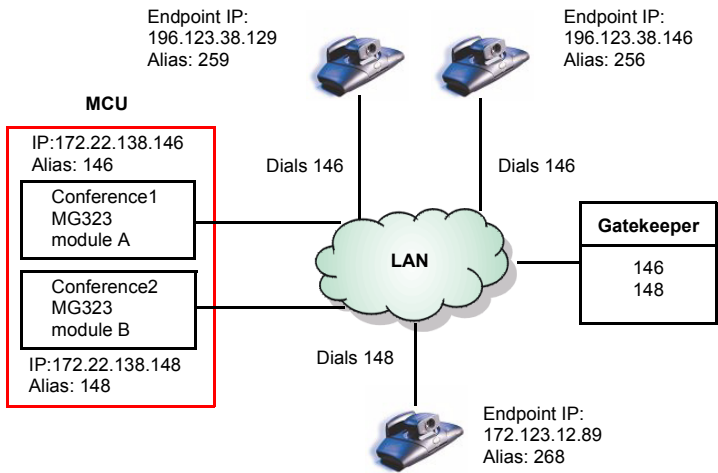 Endpoint IP:
196.123.38.129
Alias: 259
Endpoint IP:
196.123.38.146
Alias: 256
MCU
IP:172.22.138.146
Alias: 146
Conference1
MG323
module A
Conference2
MG323
module B
IP:172.22.138.148
Alias: 148
Dials 146
Dials 146
LAN
Gatekeeper
146
148
Dials 148
Endpoint IP:
172.123.12.89
Alias: 268